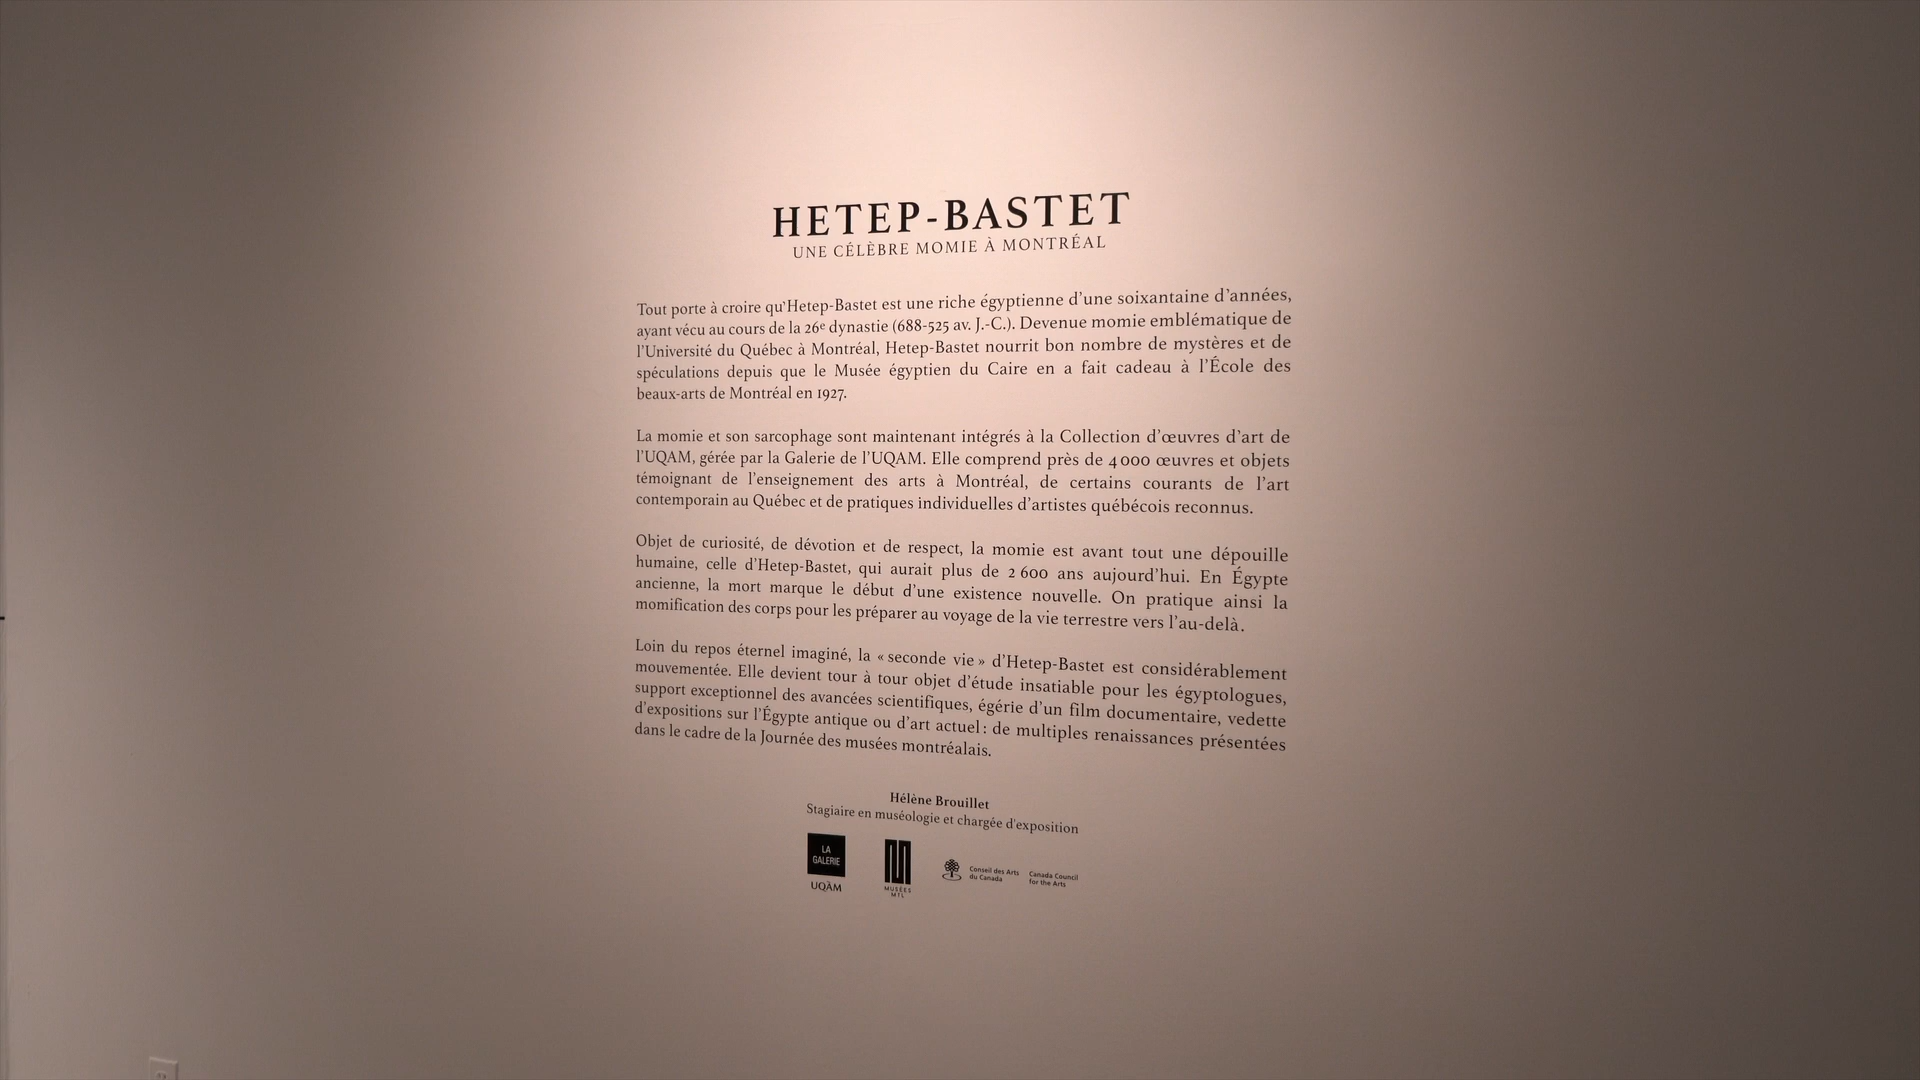 HETEP-BASTET
UNE CÉLÈBRE MOMIE À MONTRÉAL
Tout porte à croire qu'Hetep-Bastet est une riche égyptienne d'une soixantaine d'années,
ayant vécu au cours de la 26e dynastie (688-525 av. J.-C.). Devenue momie emblématique de
l'Université du Québec à Montréal, Hetep-Bastet nourrit bon nombre de mystères et de
spéculations depuis que le Musée égyptien du Caire en a fait cadeau à l'École des
beaux-arts de Montréal en 1927.
La momie et son sarcophage sont maintenant intégrés à la Collection d'œuvres d'art de
l'UQAM, gérée par la Galerie de l'UQAM. Elle comprend près de 4 000 œuvres et objets
témoignant de l'enseignement des arts à Montréal, de certains courants de l'art
contemporain au Québec et de pratiques individuelles d'artistes québécois reconnus.
Objet de curiosité, de dévotion et de respect, la momie est avant tout une dépouille
humaine, celle d'Hetep-Bastet, qui aurait plus de 2 600 ans aujourd'hui. En Égypte
ancienne, la mort marque le début d'une existence nouvelle. On pratique ainsi la
momification des corps pour les préparer au voyage de la vie terrestre vers l'au-delà.
Loin du repos éternel imaginé, la « seconde vie » d'Hetep-Bastet est considérablement
mouvementée. Elle devient tour à tour objet d'étude insatiable pour les égyptologues,
support exceptionnel des avancées scientifiques, égérie d'un film documentaire, vedette
d'expositions sur l'Égypte antique ou d'art actuel : de multiples renaissances présentées
dans le cadre de la Journée des musées montréalais.
Hélène Brouillet
Stagiaire en muséologie et chargée d'exposition
LA
GALERIE
UQÀM
MUSÉES
MTL
Conseil des Arts
du Canada
Canada Council
for the Arts